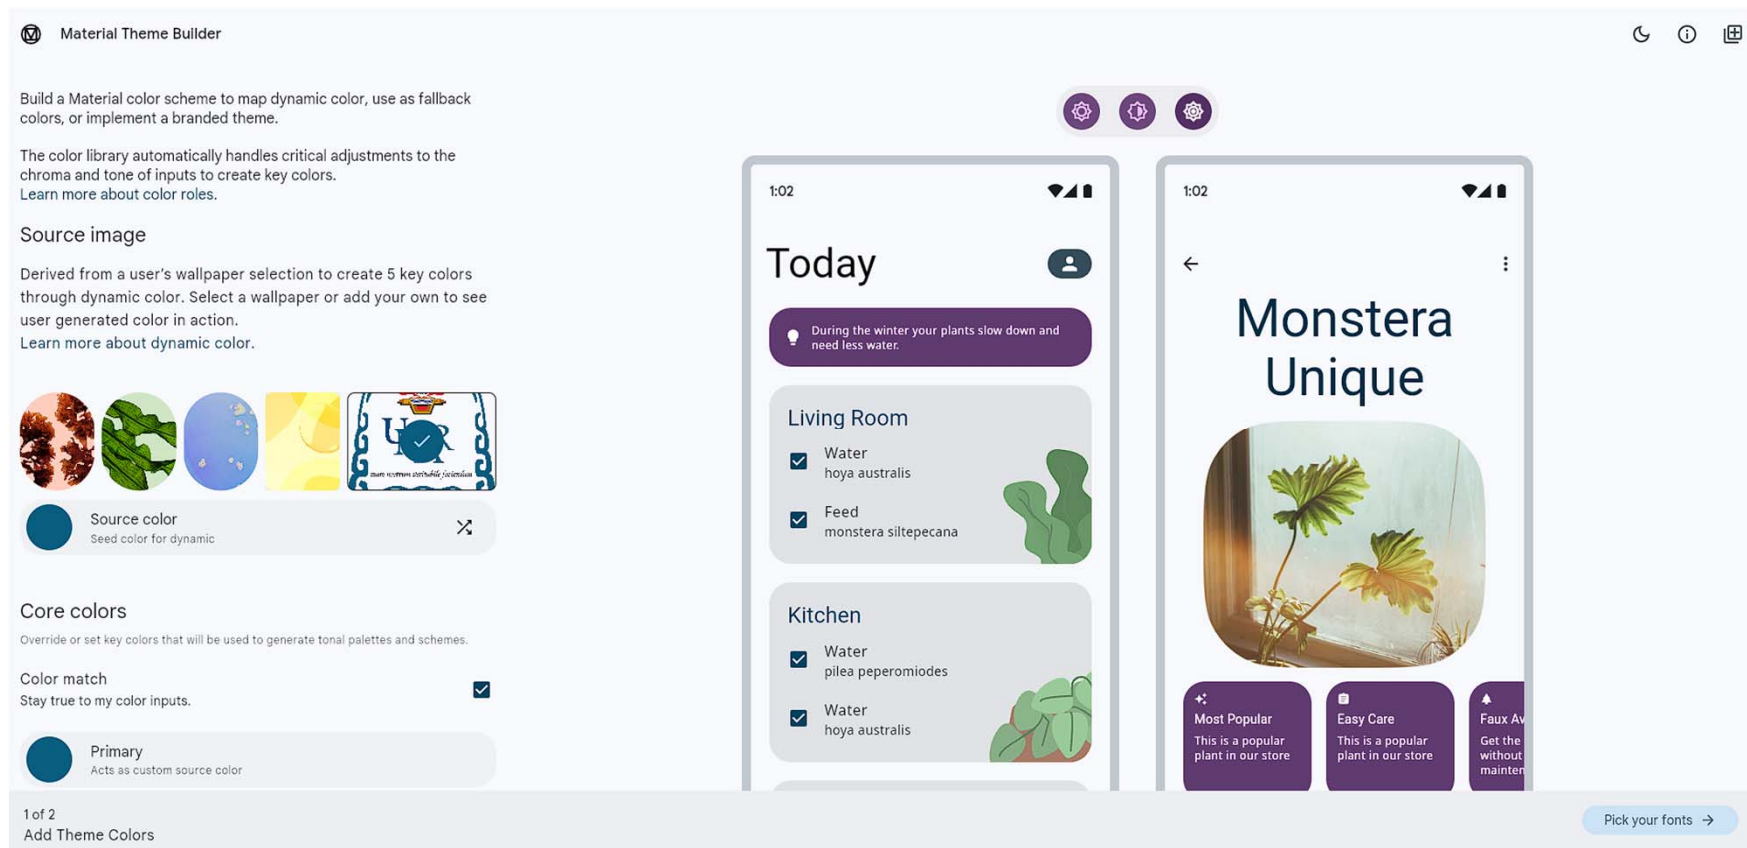 Material Theme Builder
Build a Material color scheme to map dynamic color, use as fallback
colors, or implement a branded theme.
The color library automatically handles critical adjustments to the
chroma and tone of inputs to create key colors.
Learn more about color roles.
Source image
Derived from a user's wallpaper selection to create 5 key colors
through dynamic color. Select a wallpaper or add your own to see
user generated color in action.
Learn more about dynamic color.
Source color
Seed color for dynamic
Core colors
Override or set key colors that will be used to generate tonal palettes and schemes.
Color match
Stay true to my color inputs.
Primary
Acts as custom source color
1 of 2
Add Theme Colors
1:02
Today
During the winter your plants slow down and
need less water.
Living Room
Water
hoya australis
Feed
monstera siltepecana
Kitchen
Water
pilea peperomiodes
Water
hoya australis
1:02
Monstera
Unique
Most Popular
This is a popular
plant in our store
Easy Care
This is a popular
plant in our store
Faux Av
Get the
without
mainten
Pick your fonts